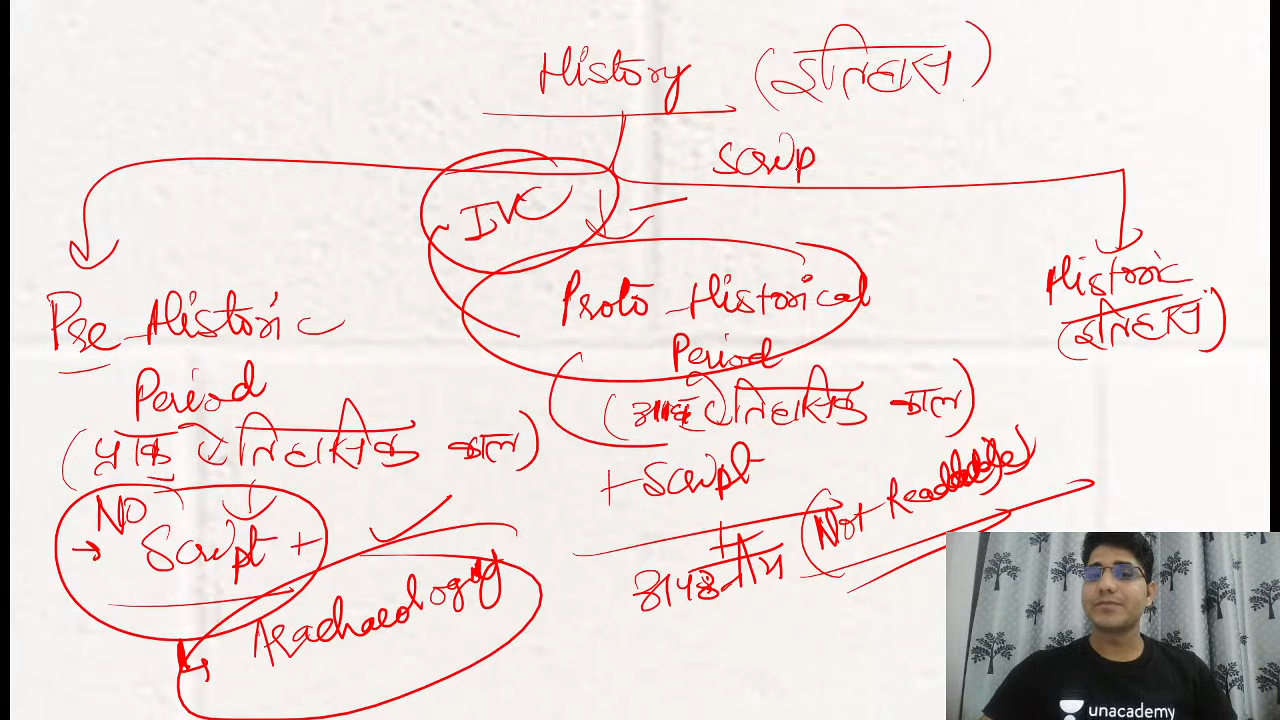 History (इतिहास)
Scrip
IVC
Pre-Historic
Period
(प्राक् ऐतिहासिक काल)
NO
Script +
Archaeology
Proto-Historical
Period
(आद्य ऐतिहासिक काल)
+ Script
+
अपठनीय
(Not-Readable)
Historic
(इतिहास)
unacademy